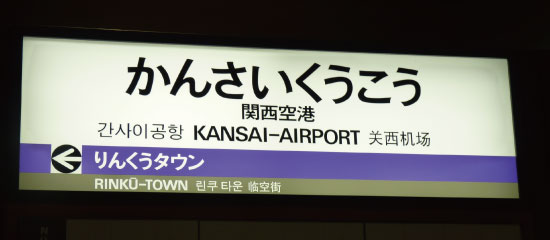 かんさいくうこう
関西空港
간사이공항 KANSAI-AIRPORT 关西机场
りんくうタウン
RINKŪ-TOWN 린쿠 타운 临空街